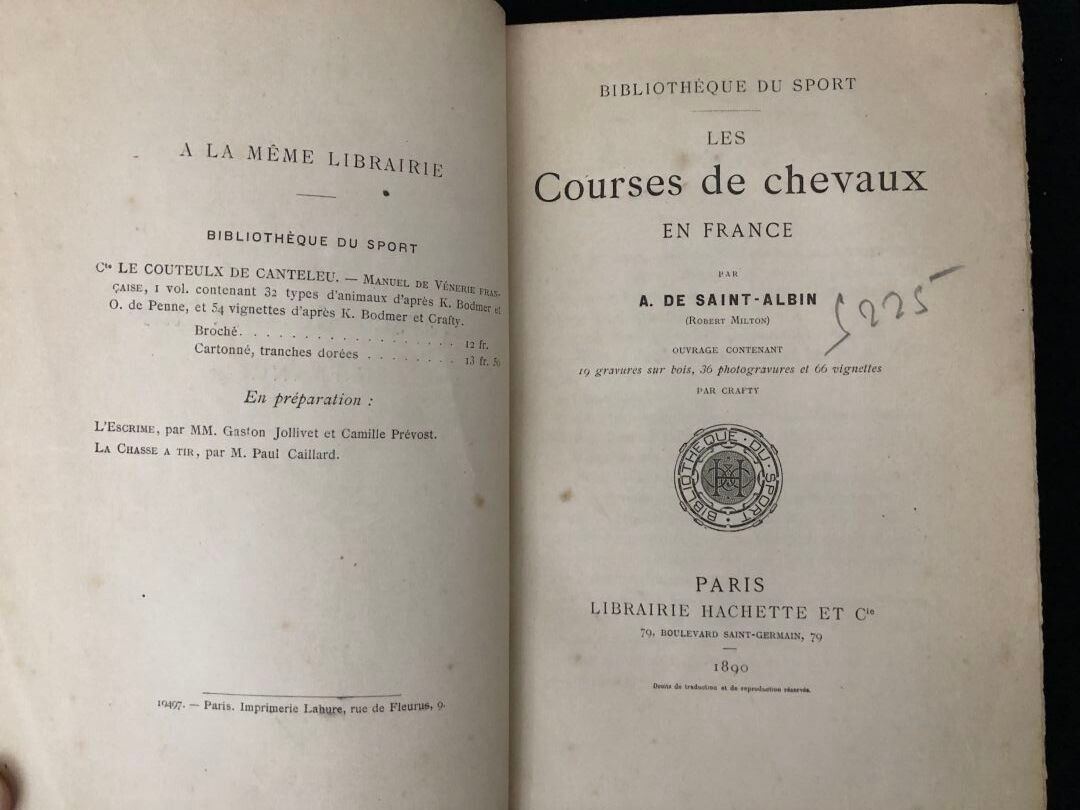 A LA MÊME LIBRAIRIE
BIBLIOTHÈQUE DU SPORT
Cte LE COUTEULX DE CANTELEU. — MANUEL DE VÉNERIE FRAN-
ÇAISE, 1 vol. contenant 32 types d'animaux d'après K. Bodmer et
O. de Penne, et 54 vignettes d'après K. Bodmer et Crafty.
Broché. . . . . . . . . . . . . . . . . . 12 fr.
Cartonné, tranches dorées . . . . . . . . 13 fr. 50
En préparation :
L'ESCRIME, par MM. Gaston Jollivet et Camille Prévost.
LA CHASSE A TIR, par M. Paul Caillard.
19497. — Paris. Imprimerie Lahure, rue de Fleurus, 9.
BIBLIOTHÈQUE DU SPORT
LES
Courses de chevaux
EN FRANCE
PAR
A. DE SAINT-ALBIN
(ROBERT MILTON)
5225
OUVRAGE CONTENANT
19 gravures sur bois, 36 photogravures et 66 vignettes
PAR CRAFTY
BIBLIOTHÈQUE · DU · SPORT
PARIS
LIBRAIRIE HACHETTE ET Cie
79, BOULEVARD SAINT-GERMAIN, 79
1890
Droits de traduction et de reproduction réservés.